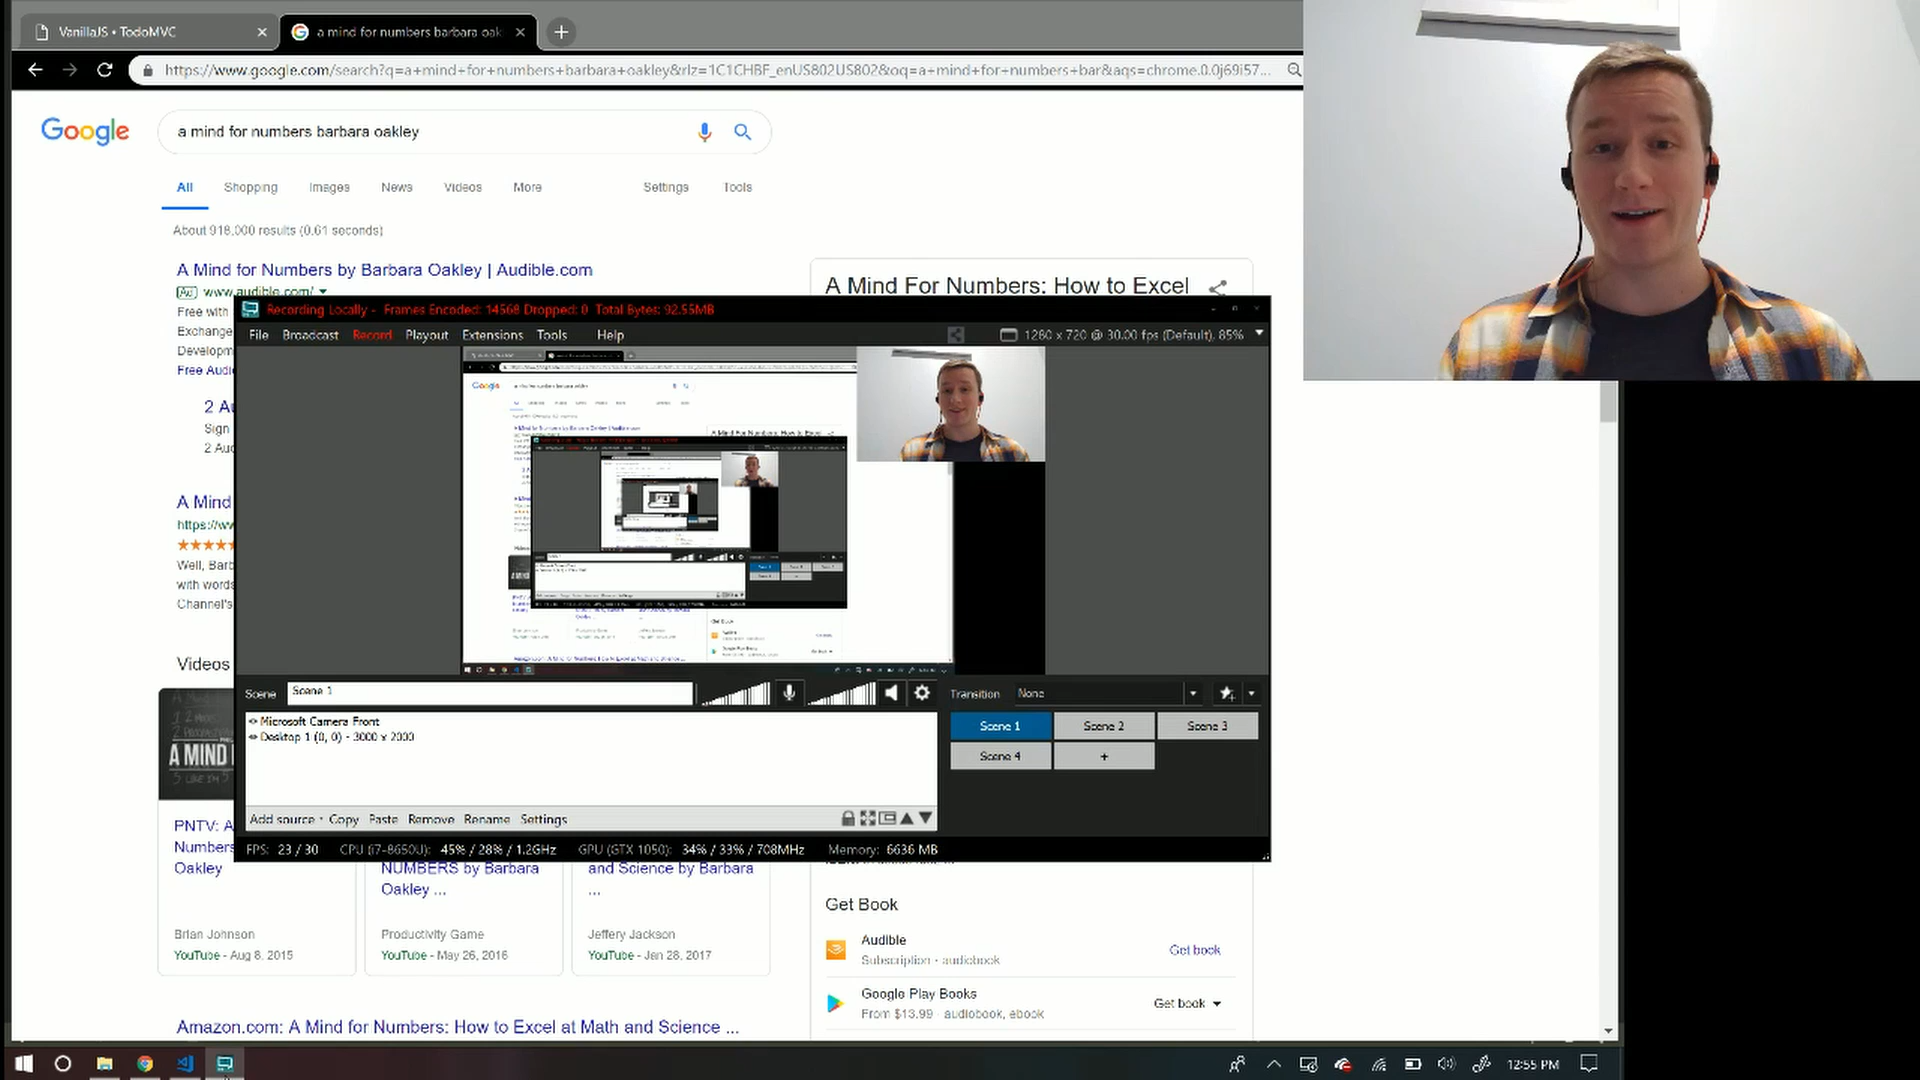 VanillaJS • TodoMVC
a mind for numbers barbara oak
https://www.google.com/search?q=a+mind+for+numbers+barbara+oakley&rlz=1C1CHBF_enUS802US802&oq=a+mind+for+numbers+bar&aqs=chrome.0.0j69i57...
Google
a mind for numbers barbara oakley
All Shopping Images News Videos More Settings Tools
About 918,000 results (0.61 seconds)
A Mind for Numbers by Barbara Oakley | Audible.com
Ad www.audible.com/
Free with
Exchange
Developm
Free Audi
2 Au
Sign
2 Aud
A Mind
https://ww
Well, Barb
with words
Channel's
Videos
A MIND
PNTV: A
Numbers
Oakley
Brian Johnson
YouTube - Aug 8, 2015
NUMBERS by Barbara
Oakley ...
Productivity Game
YouTube - May 26, 2016
and Science by Barbara
...
Jeffery Jackson
YouTube - Jan 28, 2017
Amazon.com: A Mind for Numbers: How to Excel at Math and Science ...
A Mind For Numbers: How to Excel
Get Book
Audible
Subscription · audiobook
Get book
Google Play Books
From $13.99 · audiobook, ebook
Get book
Recording Locally - Frames Encoded: 14568 Dropped: 0 Total Bytes: 92.55MB
File Broadcast Record Playout Extensions Tools Help
1280 x 720 @ 30.00 fps (Default), 85%
Scene Scene 1
Transition None
Microsoft Camera Front
Desktop 1 (0, 0) - 3000 x 2000
Scene 1 Scene 2 Scene 3
Scene 4 +
Add source Copy Paste Remove Rename Settings
FPS: 23 / 30 CPU (i7-8650U): 45% / 28% / 1.2GHz GPU (GTX 1050): 34% / 33% / 708MHz Memory: 6636 MB
12:55 PM